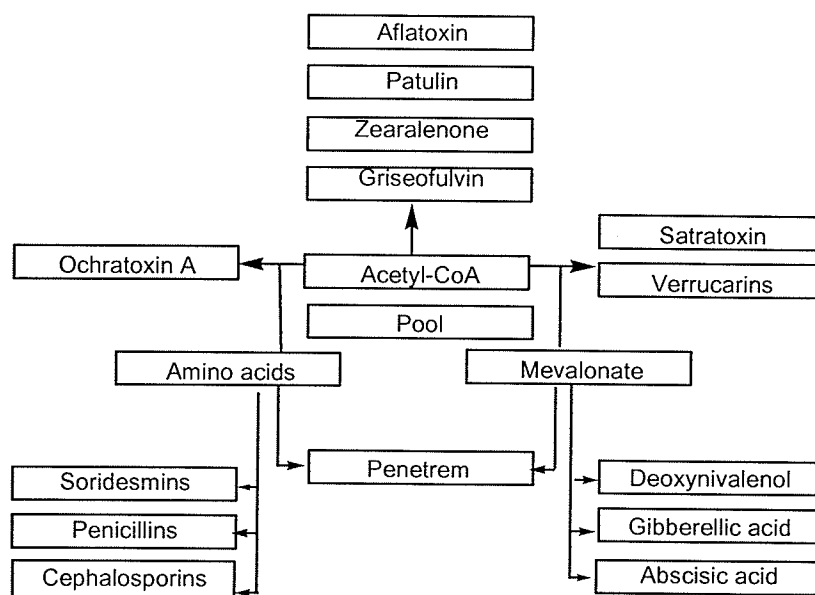 Aflatoxin
Patulin
Zearalenone
Griseofulvin
Satratoxin
Ochratoxin A
Acetyl-CoA
Verrucarins
Pool
Amino acids
Mevalonate
Penetrem
Soridesmins
Deoxynivalenol
Penicillins
Gibberellic acid
Cephalosporins
Abscisic acid